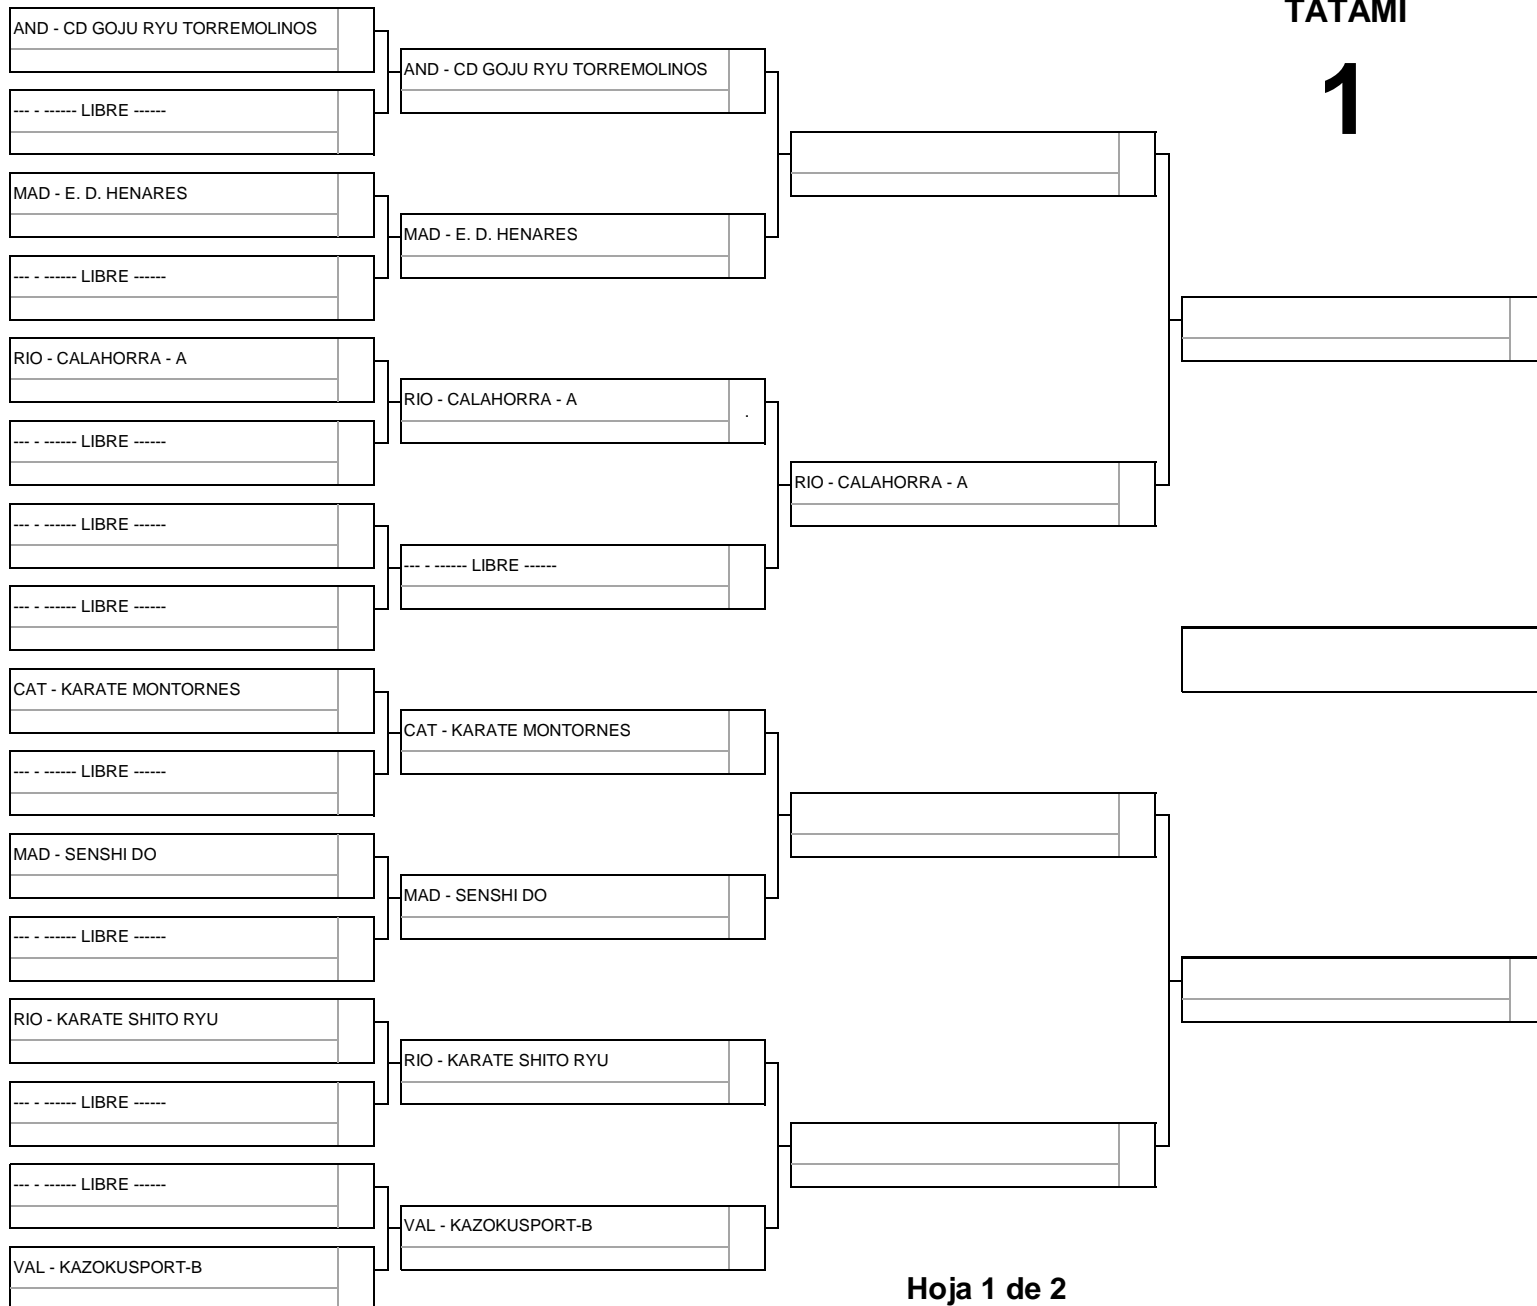 TATAMI
1
AND - CD GOJU RYU TORREMOLINOS
--- - ------ LIBRE ------
MAD - E. D. HENARES
--- - ------ LIBRE ------
RIO - CALAHORRA - A
--- - ------ LIBRE ------
--- - ------ LIBRE ------
--- - ------ LIBRE ------
CAT - KARATE MONTORNES
--- - ------ LIBRE ------
MAD - SENSHI DO
--- - ------ LIBRE ------
RIO - KARATE SHITO RYU
--- - ------ LIBRE ------
--- - ------ LIBRE ------
VAL - KAZOKUSPORT-B
AND - CD GOJU RYU TORREMOLINOS
MAD - E. D. HENARES
RIO - CALAHORRA - A
.
--- - ------ LIBRE ------
CAT - KARATE MONTORNES
MAD - SENSHI DO
RIO - KARATE SHITO RYU
VAL - KAZOKUSPORT-B
RIO - CALAHORRA - A
Hoja 1 de 2